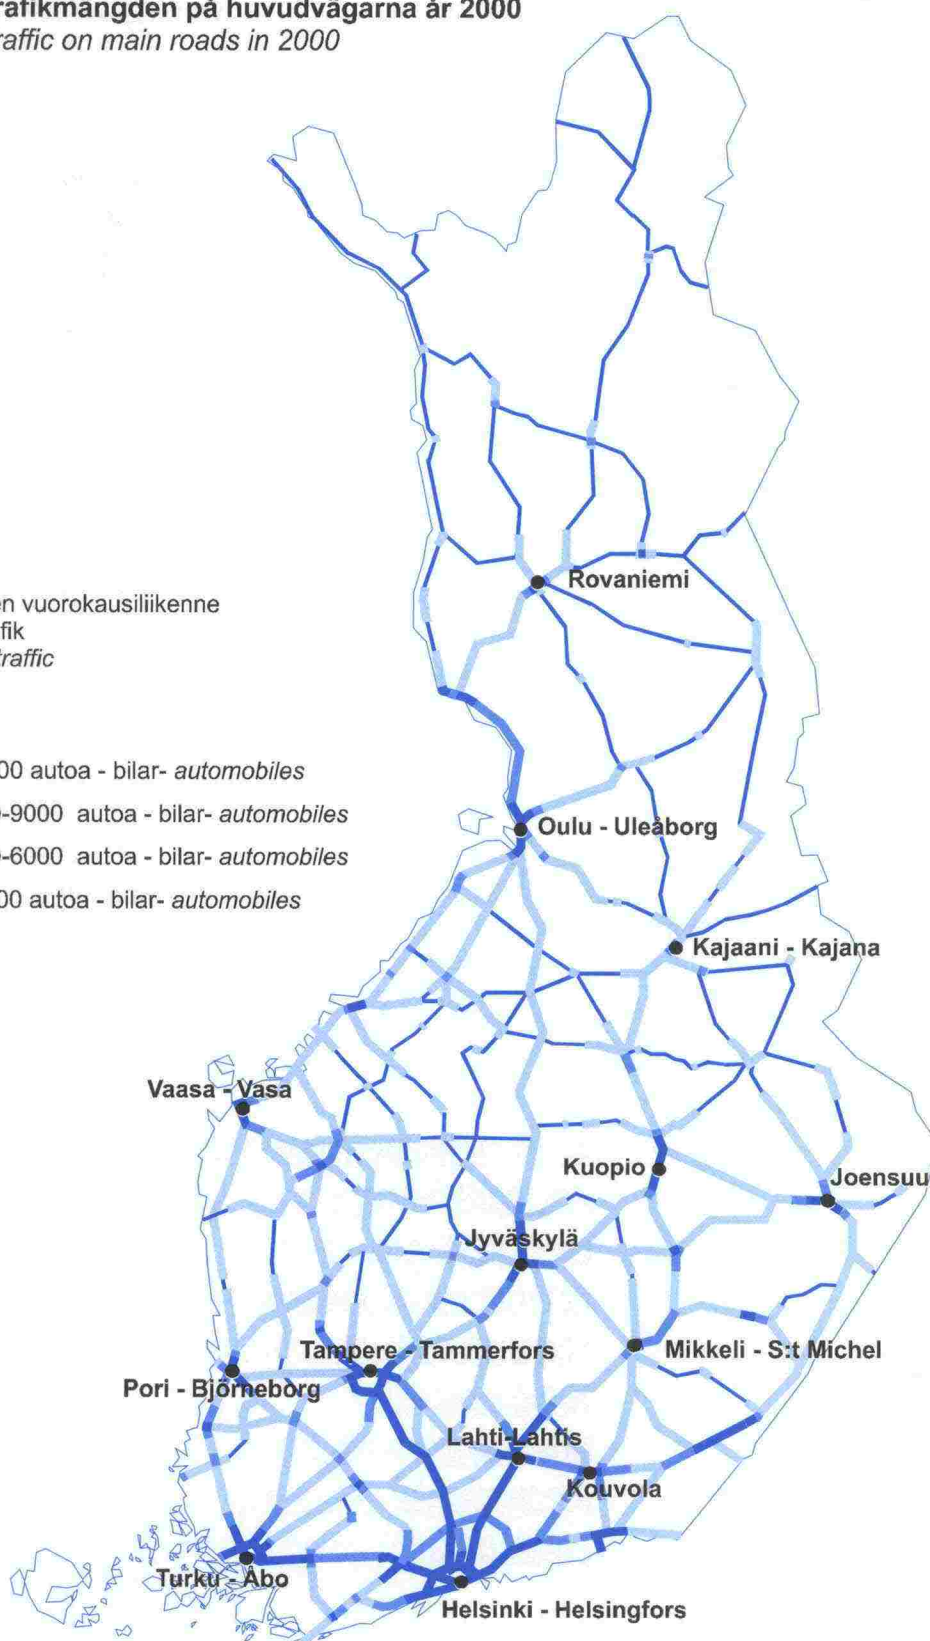 rafikmängden på huvudvägarna år 2000
raffic on main roads in 2000
Rovaniemi
n vuorokausiliikenne
fik
traffic
00 autoa - bilar- automobiles
-9000 autoa - bilar- automobiles
-6000 autoa - bilar- automobiles
00 autoa - bilar- automobiles
Oulu - Uleåborg
Kajaani - Kajana
Vaasa - Vasa
Kuopio
Joensuu
Jyväskylä
Tampere - Tammerfors
Mikkeli - S:t Michel
Pori - Björneborg
Lahti-Lahtis
Kouvola
Turku - Åbo
Helsinki - Helsingfors